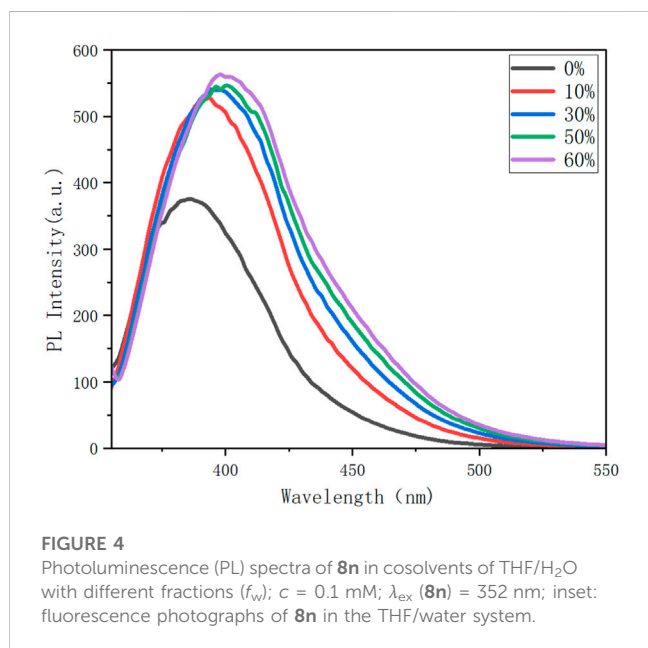 600
500
400
300
200
100
0
PL Intensity(a.u.)
0%
10%
30%
50%
60%
400
450
500
550
Wavelength(nm)
FIGURE 4
Photoluminescence (PL) spectra of 8n in cosolvents of THF/H₂O
with different fractions (fw); c = 0.1 mM; λex (8n) = 352 nm; inset:
fluorescence photographs of 8n in the THF/water system.